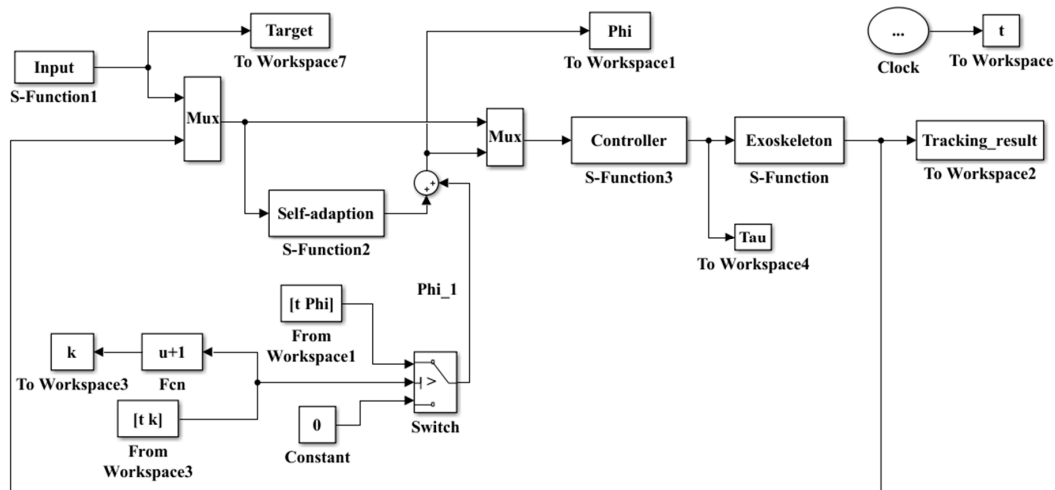 Target
To Workspace7
Input
S-Function1
Phi
To Workspace1
...
Clock
t
To Workspace
Mux
Mux
Controller
S-Function3
Exoskeleton
S-Function
Tracking_result
To Workspace2
+
+
Self-adaption
S-Function2
Tau
To Workspace4
Phi_1
[t Phi]
From
Workspace1
k
To Workspace3
u+1
Fcn
>
Switch
[t k]
From
Workspace3
0
Constant